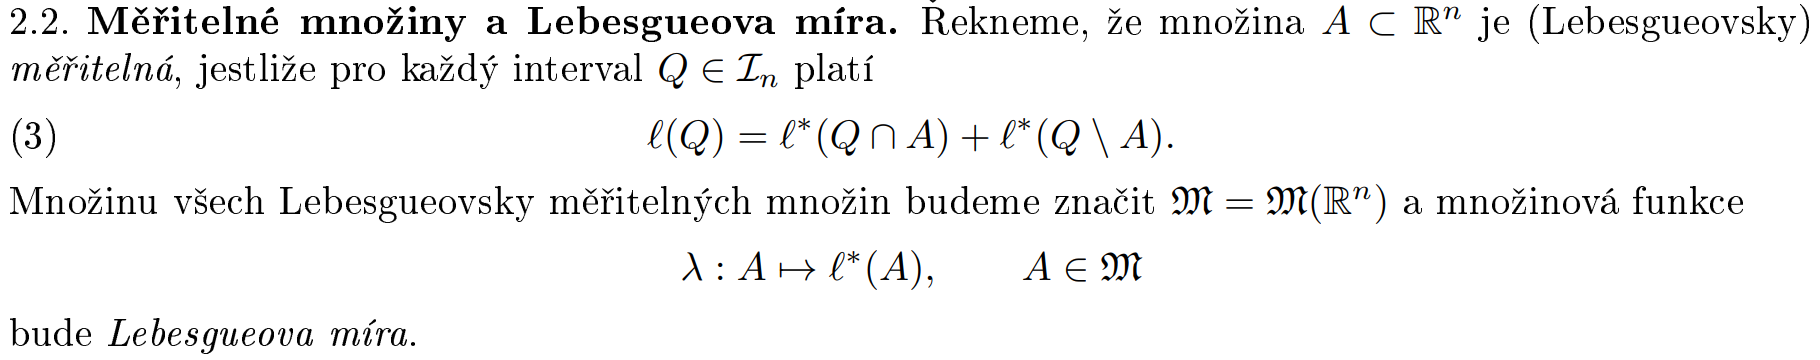 2.2. Měřitelné množiny a Lebesgueova míra. Řekneme, že množina A ⊂ ℝⁿ je (Lebesgueovsky)
měřitelná, jestliže pro každý interval Q ∈ ℐₙ platí
(3) ℓ(Q) = ℓ*(Q ∩ A) + ℓ*(Q \ A).
Množinu všech Lebesgueovsky měřitelných množin budeme značit 𝔐 = 𝔐(ℝⁿ) a množinová funkce
λ : A ↦ ℓ*(A), A ∈ 𝔐
bude Lebesgueova míra.